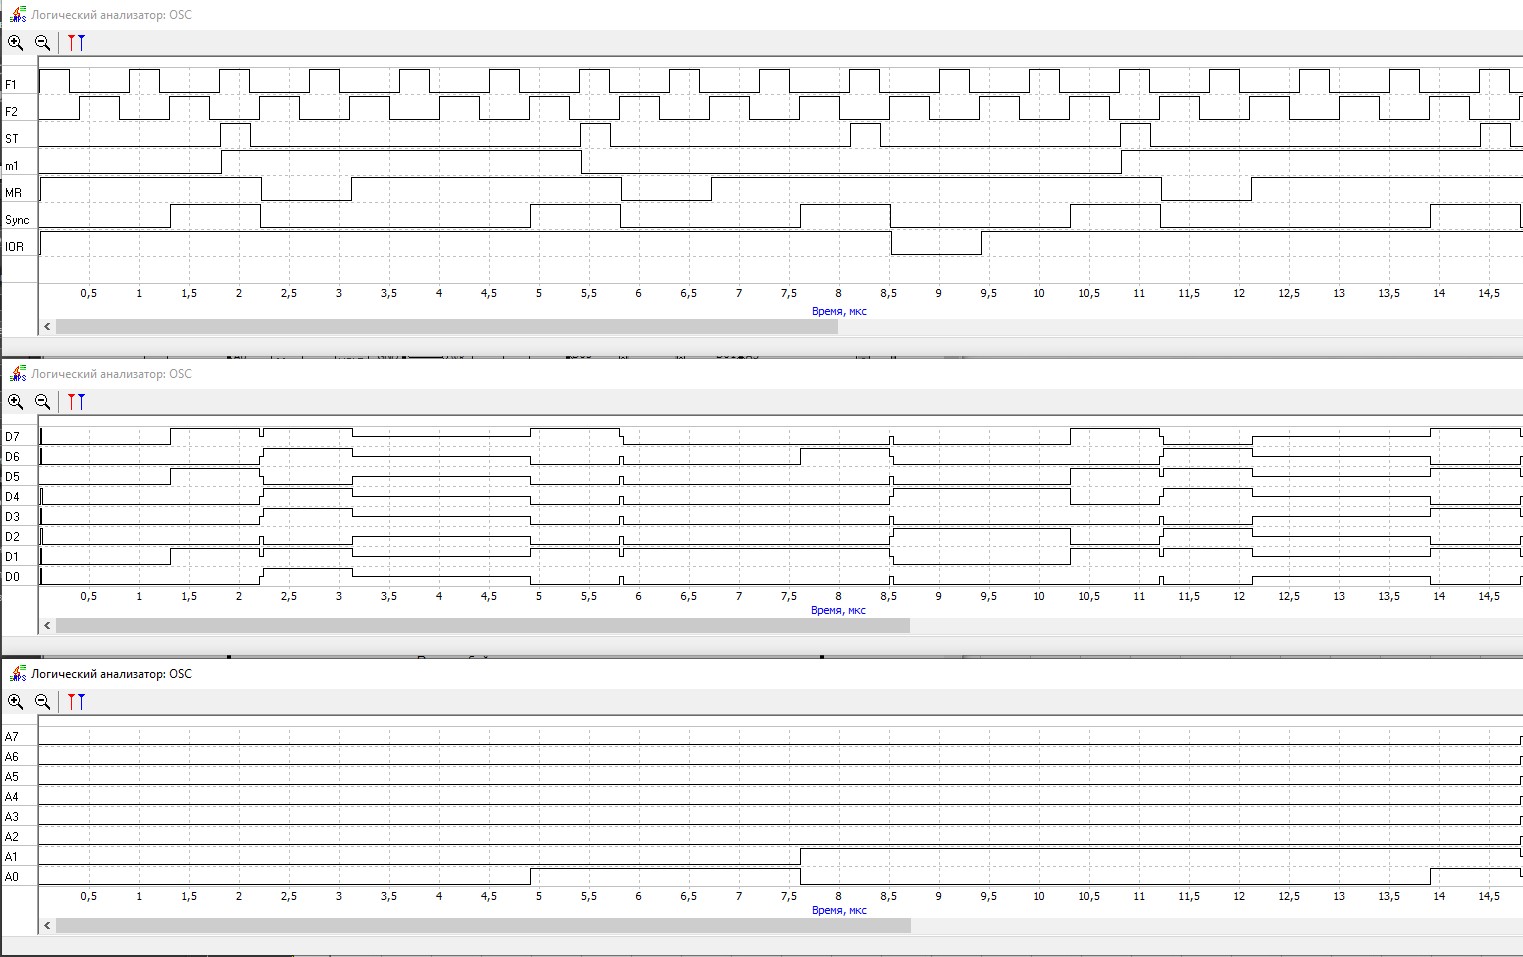 Логический анализатор: OSC
F1
F2
ST
m1
MR
Sync
IOR
0,5 1 1,5 2 2,5 3 3,5 4 4,5 5 5,5 6 6,5 7 7,5 8 8,5 9 9,5 10 10,5 11 11,5 12 12,5 13 13,5 14 14,5
Время, мкс
Логический анализатор: OSC
D7
D6
D5
D4
D3
D2
D1
D0
0,5 1 1,5 2 2,5 3 3,5 4 4,5 5 5,5 6 6,5 7 7,5 8 8,5 9 9,5 10 10,5 11 11,5 12 12,5 13 13,5 14 14,5
Время, мкс
Логический анализатор: OSC
A7
A6
A5
A4
A3
A2
A1
A0
0,5 1 1,5 2 2,5 3 3,5 4 4,5 5 5,5 6 6,5 7 7,5 8 8,5 9 9,5 10 10,5 11 11,5 12 12,5 13 13,5 14 14,5
Время, мкс